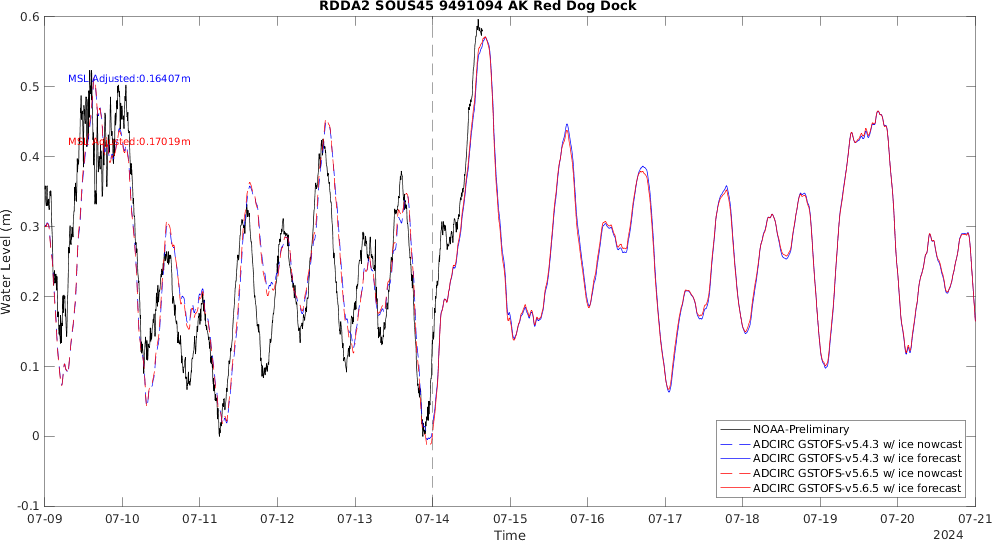 RDDA2 SOUS45 9491094 AK Red Dog Dock
0.6
0.5
0.4
0.3
0.2
0.1
0
-0.1
Water Level (m)
MSL Adjusted:0.16407m
MSL Adjusted:0.17019m
NOAA-Preliminary
ADCIRC GSTOFS-v5.4.3 w/ ice nowcast
ADCIRC GSTOFS-v5.4.3 w/ ice forecast
ADCIRC GSTOFS-v5.6.5 w/ ice nowcast
ADCIRC GSTOFS-v5.6.5 w/ ice forecast
07-09 07-10 07-11 07-12 07-13 07-14 07-15 07-16 07-17 07-18 07-19 07-20 07-21
Time
2024